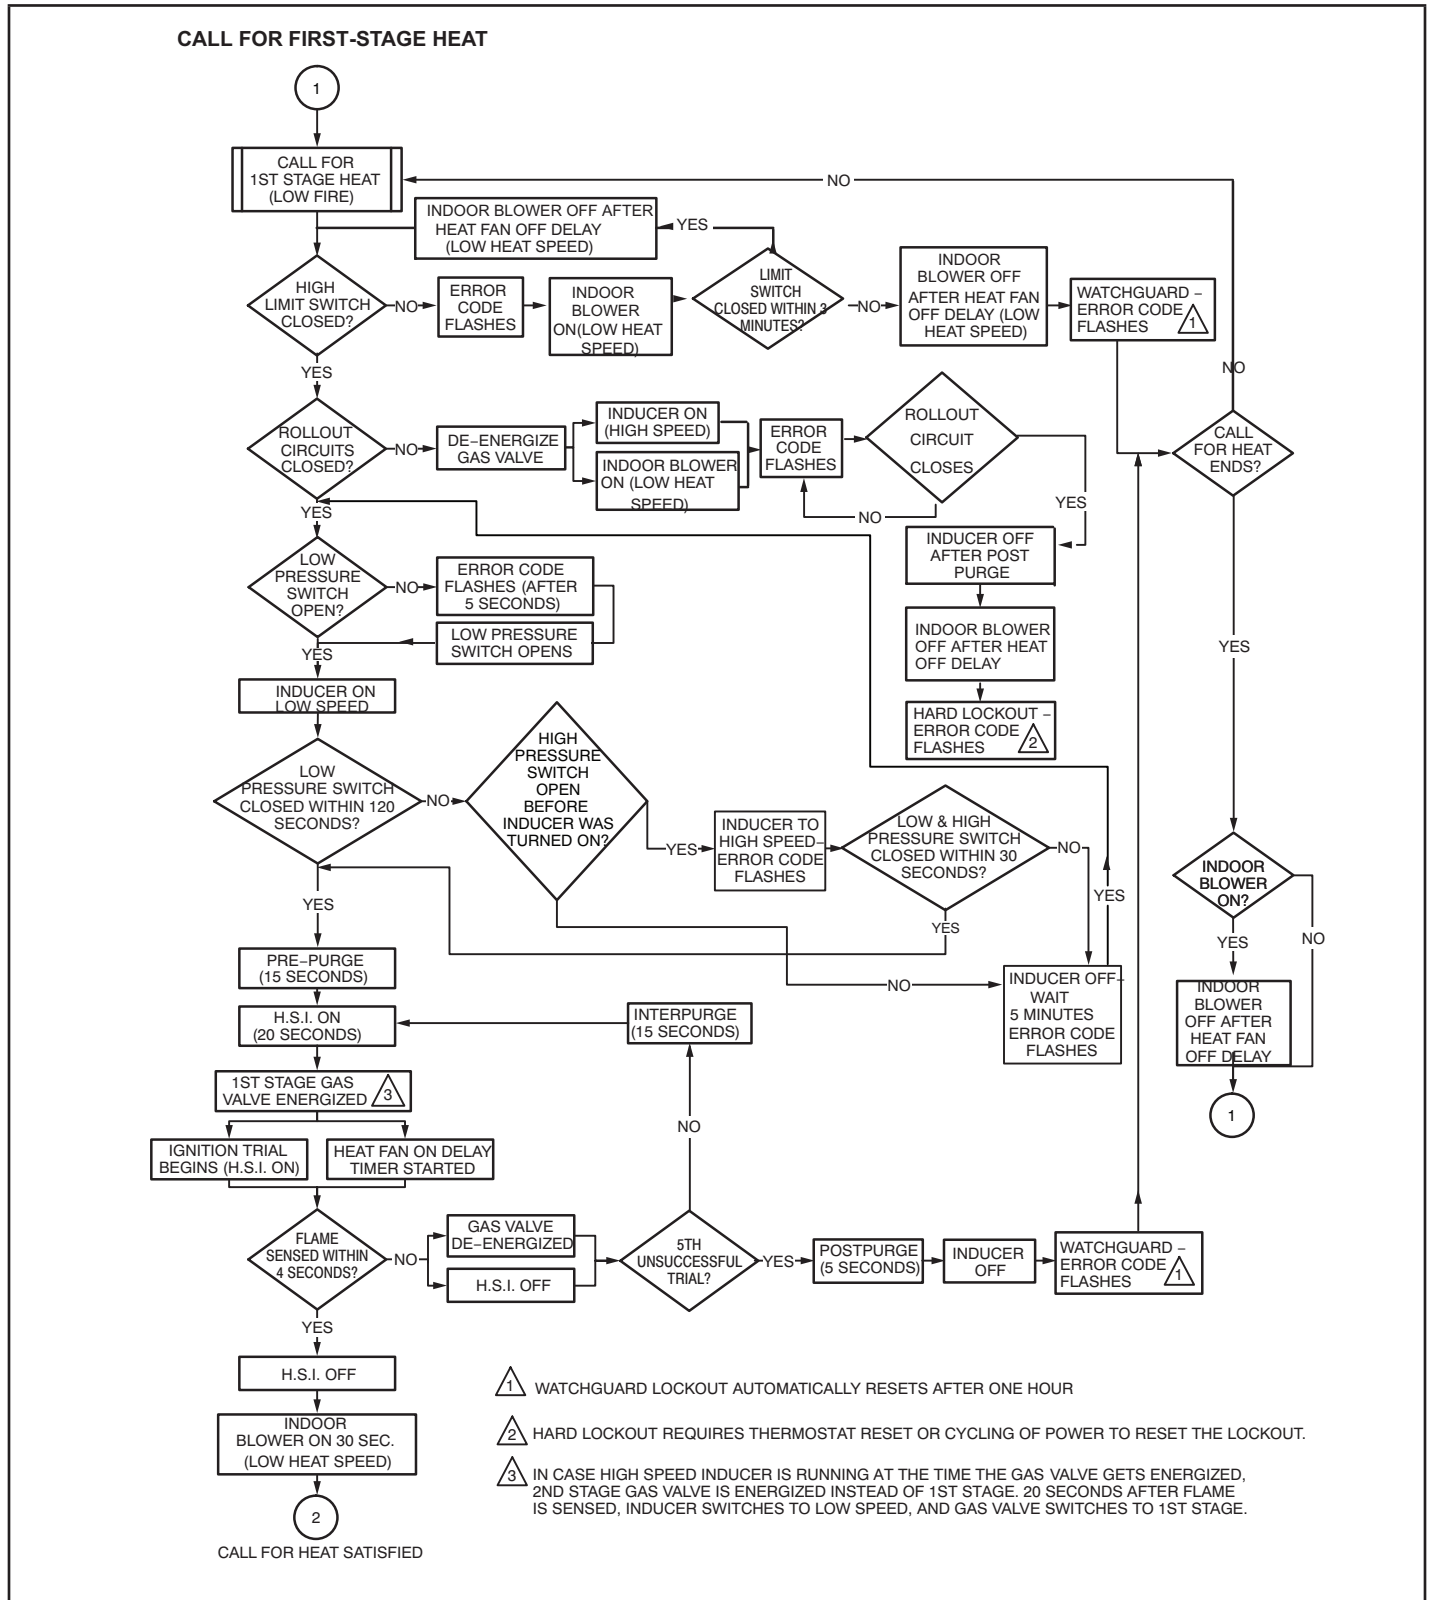 CALL FOR FIRST-STAGE HEAT
1
CALL FOR
1ST STAGE HEAT
(LOW FIRE)
NO
INDOOR BLOWER OFF AFTER
HEAT FAN OFF DELAY
(LOW HEAT SPEED)
YES
HIGH
LIMIT SWITCH
CLOSED?
NO
ERROR
CODE
FLASHES
INDOOR
BLOWER
ON(LOW HEAT
SPEED)
LIMIT
SWITCH
CLOSED WITHIN 3
MINUTES?
NO
INDOOR
BLOWER OFF
AFTER HEAT FAN
OFF DELAY (LOW
HEAT SPEED)
WATCHGUARD –
ERROR CODE
FLASHES
1
YES
NO
ROLLOUT
CIRCUITS
CLOSED?
NO
DE–ENERGIZE
GAS VALVE
INDUCER ON
(HIGH SPEED)
INDOOR BLOWER
ON (LOW HEAT
SPEED)
ERROR
CODE
FLASHES
ROLLOUT
CIRCUIT
CLOSES
NO
YES
CALL
FOR HEAT
ENDS?
YES
INDUCER OFF
AFTER POST
PURGE
INDOOR BLOWER
OFF AFTER HEAT
OFF DELAY
HARD LOCKOUT –
ERROR CODE
FLASHES
2
YES
LOW
PRESSURE
SWITCH
OPEN?
NO
ERROR CODE
FLASHES (AFTER
5 SECONDS)
LOW PRESSURE
SWITCH OPENS
YES
INDUCER ON
LOW SPEED
LOW
PRESSURE SWITCH
CLOSED WITHIN 120
SECONDS?
NO
HIGH
PRESSURE
SWITCH
OPEN
BEFORE
INDUCER WAS
TURNED ON?
YES
INDUCER TO
HIGH SPEED–
ERROR CODE
FLASHES
LOW & HIGH
PRESSURE SWITCH
CLOSED WITHIN 30
SECONDS?
NO
YES
YES
INDOOR
BLOWER
ON?
YES
NO
YES
NO
INDUCER OFF–
WAIT
5 MINUTES
ERROR CODE
FLASHES
INDOOR
BLOWER
OFF AFTER
HEAT FAN
OFF DELAY
1
PRE–PURGE
(15 SECONDS)
H.S.I. ON
(20 SECONDS)
INTERPURGE
(15 SECONDS)
1ST STAGE GAS
VALVE ENERGIZED
3
NO
IGNITION TRIAL
BEGINS (H.S.I. ON)
HEAT FAN ON DELAY
TIMER STARTED
FLAME
SENSED WITHIN
4 SECONDS?
NO
GAS VALVE
DE–ENERGIZED
H.S.I. OFF
5TH
UNSUCCESSFUL
TRIAL?
YES
POSTPURGE
(5 SECONDS)
INDUCER
OFF
WATCHGUARD –
ERROR CODE
FLASHES
1
YES
H.S.I. OFF
INDOOR
BLOWER ON 30 SEC.
(LOW HEAT SPEED)
2
CALL FOR HEAT SATISFIED
1 WATCHGUARD LOCKOUT AUTOMATICALLY RESETS AFTER ONE HOUR
2 HARD LOCKOUT REQUIRES THERMOSTAT RESET OR CYCLING OF POWER TO RESET THE LOCKOUT.
3 IN CASE HIGH SPEED INDUCER IS RUNNING AT THE TIME THE GAS VALVE GETS ENERGIZED,
2ND STAGE GAS VALVE IS ENERGIZED INSTEAD OF 1ST STAGE. 20 SECONDS AFTER FLAME
IS SENSED, INDUCER SWITCHES TO LOW SPEED, AND GAS VALVE SWITCHES TO 1ST STAGE.